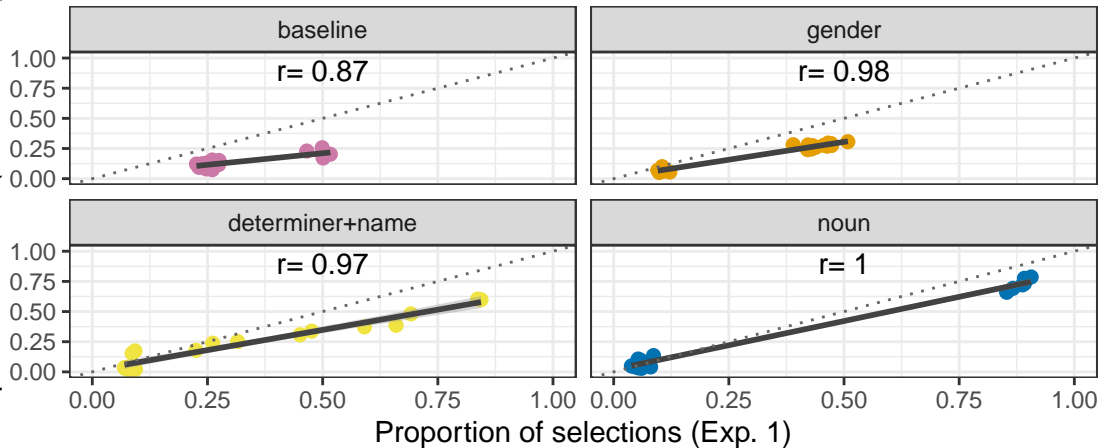 baseline
gender
1.00
0.75
0.50
0.25
0.00
r= 0.87
r= 0.98
determiner+name
noun
1.00
0.75
0.50
0.25
0.00
r= 0.97
r= 1
0.00 0.25 0.50 0.75 1.00 0.00 0.25 0.50 0.75 1.00
Proportion of selections (Exp. 1)